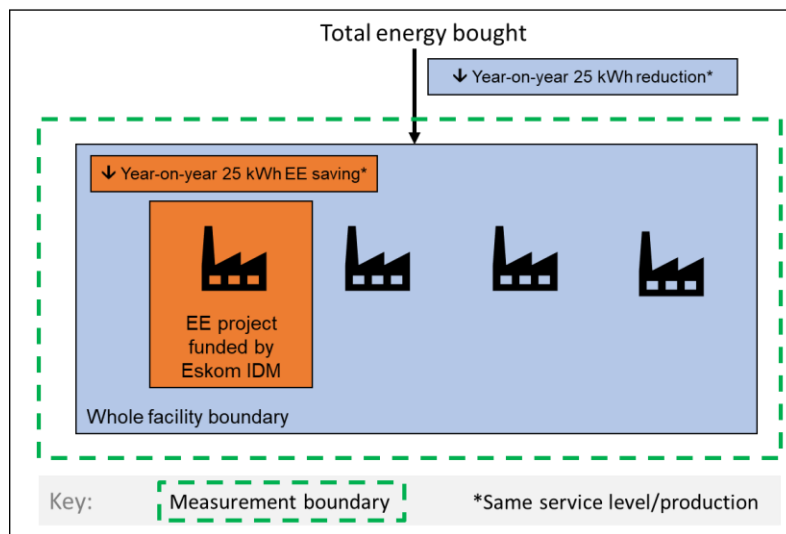 Total energy bought
↓ Year-on-year 25 kWh reduction*
↓ Year-on-year 25 kWh EE saving*
EE project
funded by
Eskom IDM
Whole facility boundary
Key:
Measurement boundary
*Same service level/production